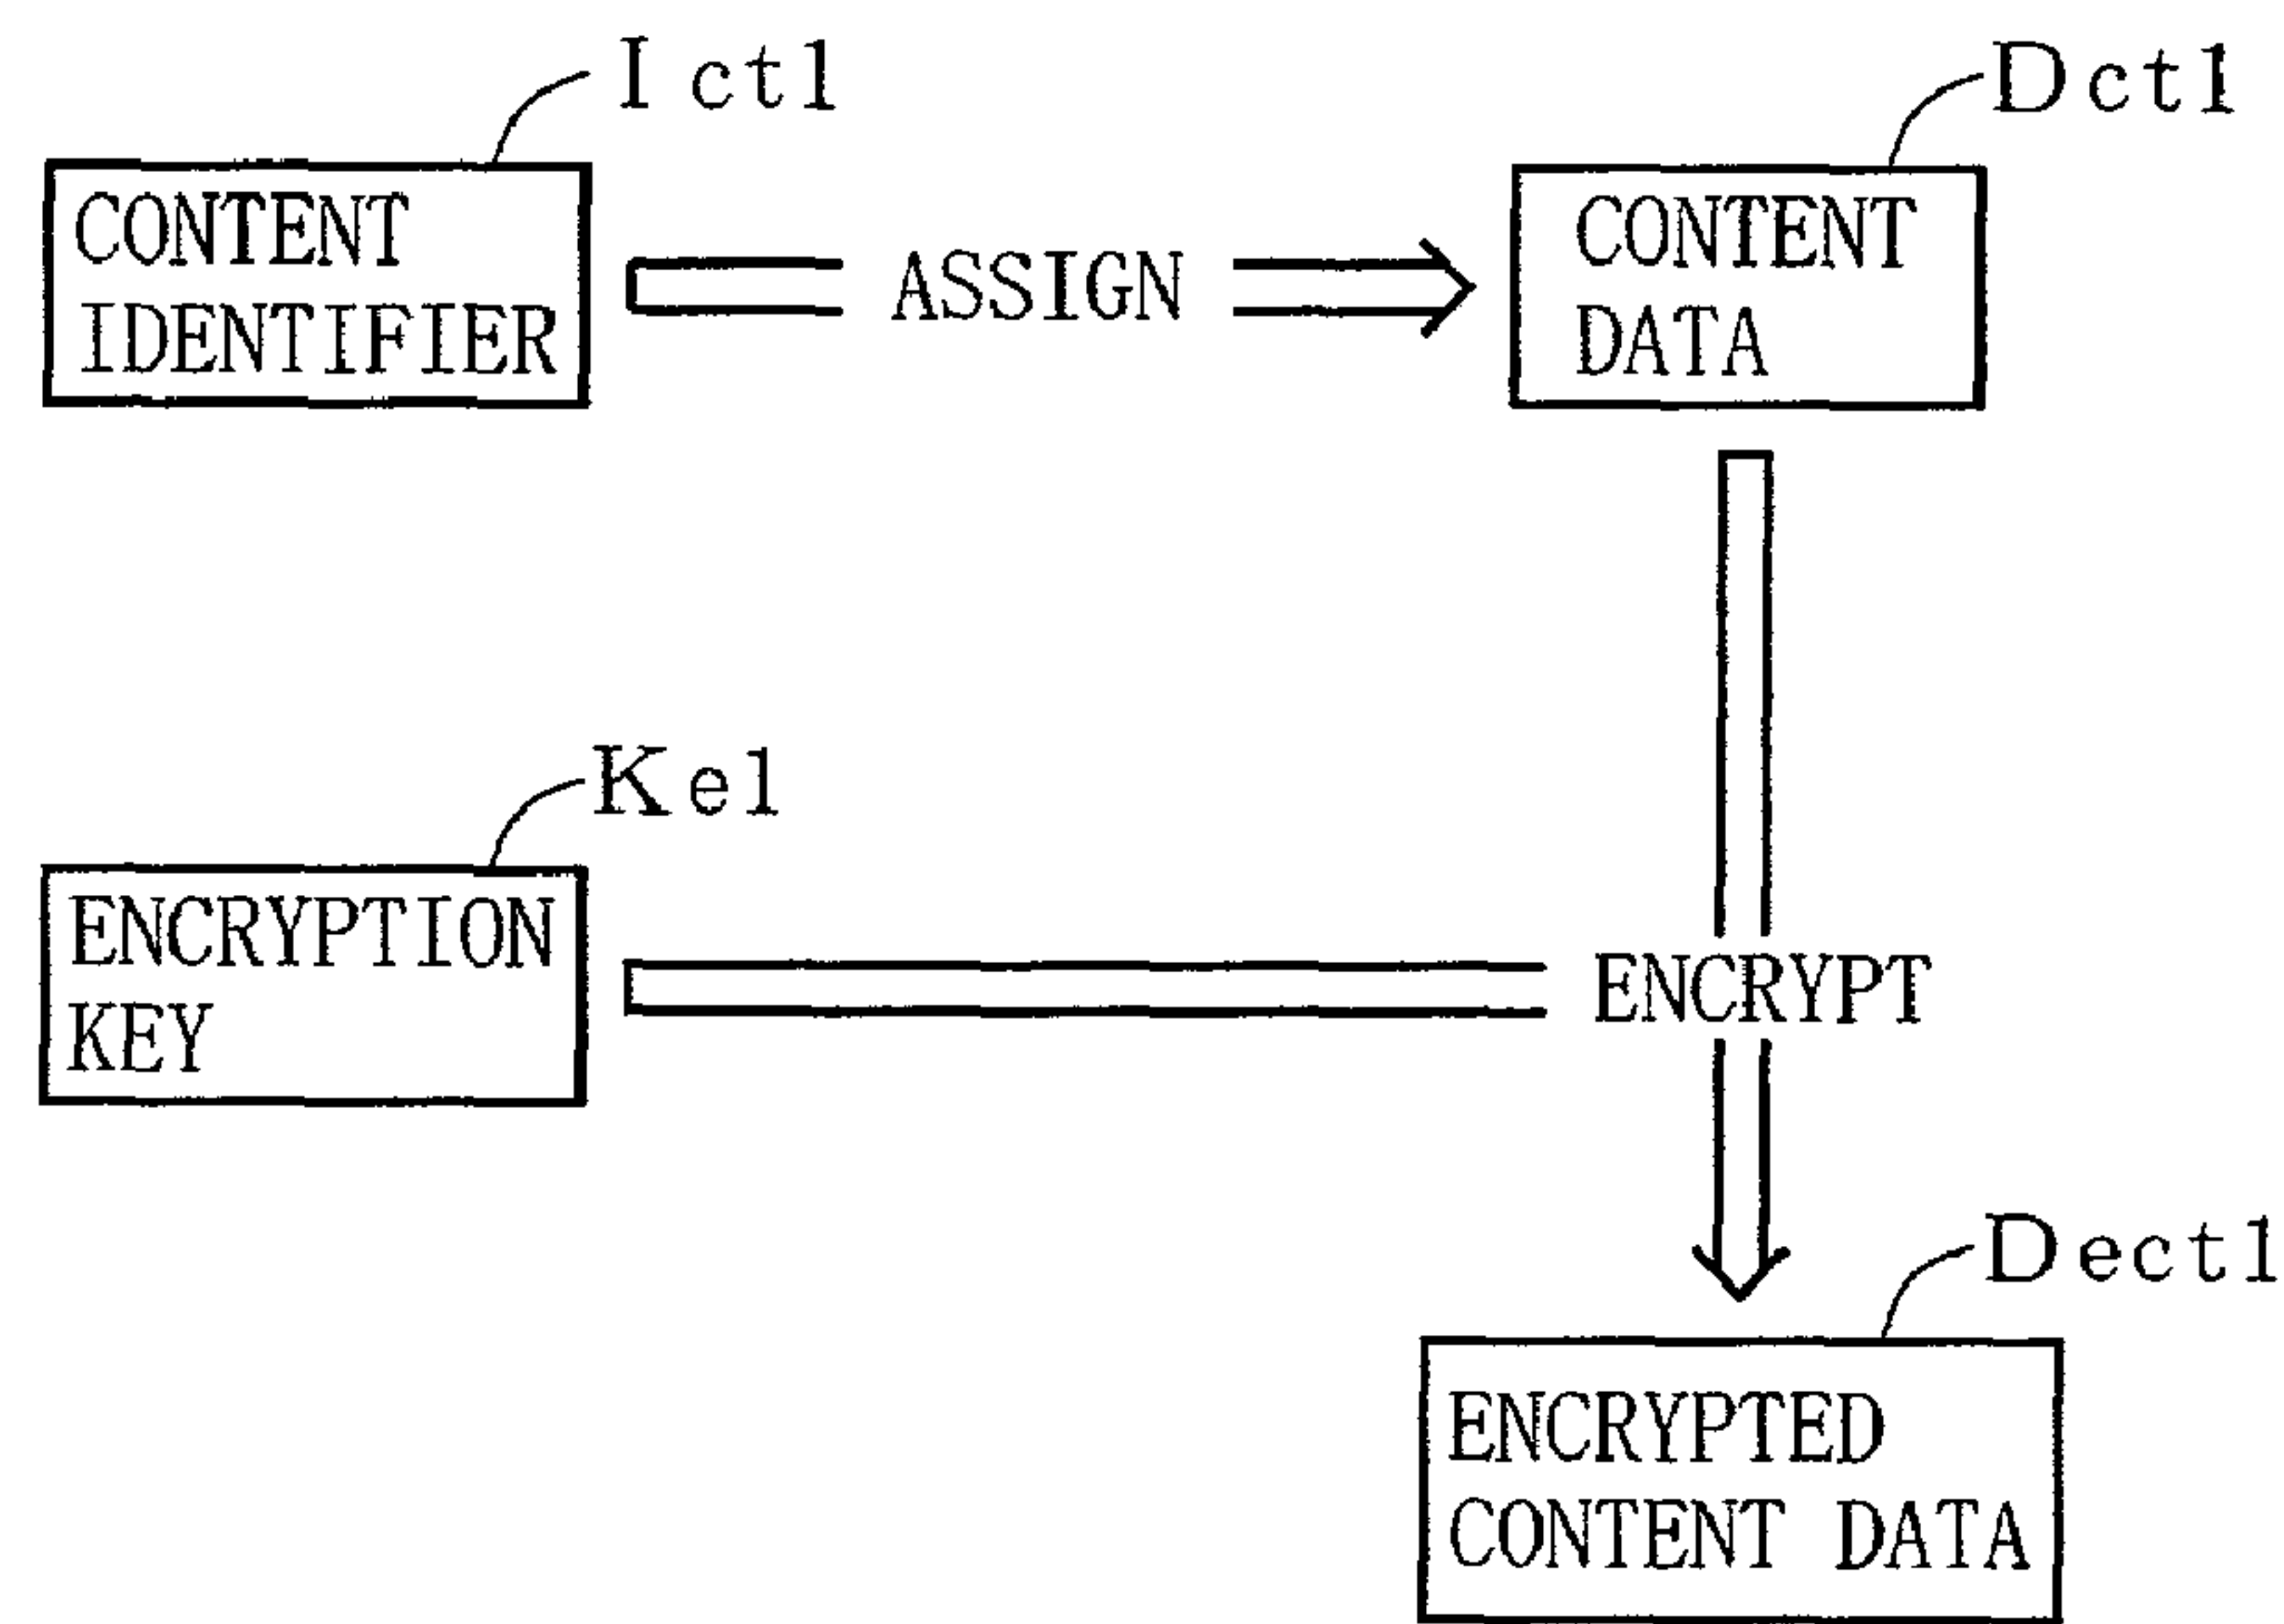 Ict1
Dct1
CONTENT
IDENTIFIER
ASSIGN
CONTENT
DATA
Ke1
ENCRYPTION
KEY
ENCRYPT
Dect1
ENCRYPTED
CONTENT DATA